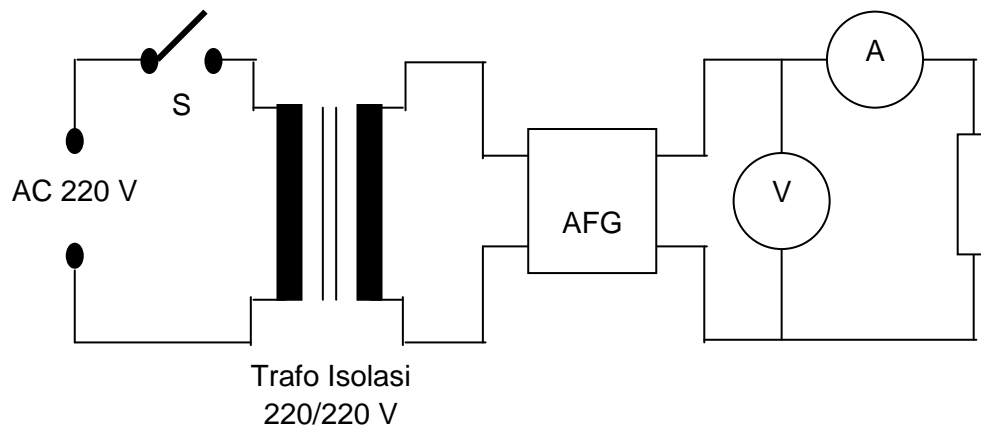 A
S
AC 220 V
V
AFG
Trafo Isolasi
220/220 V